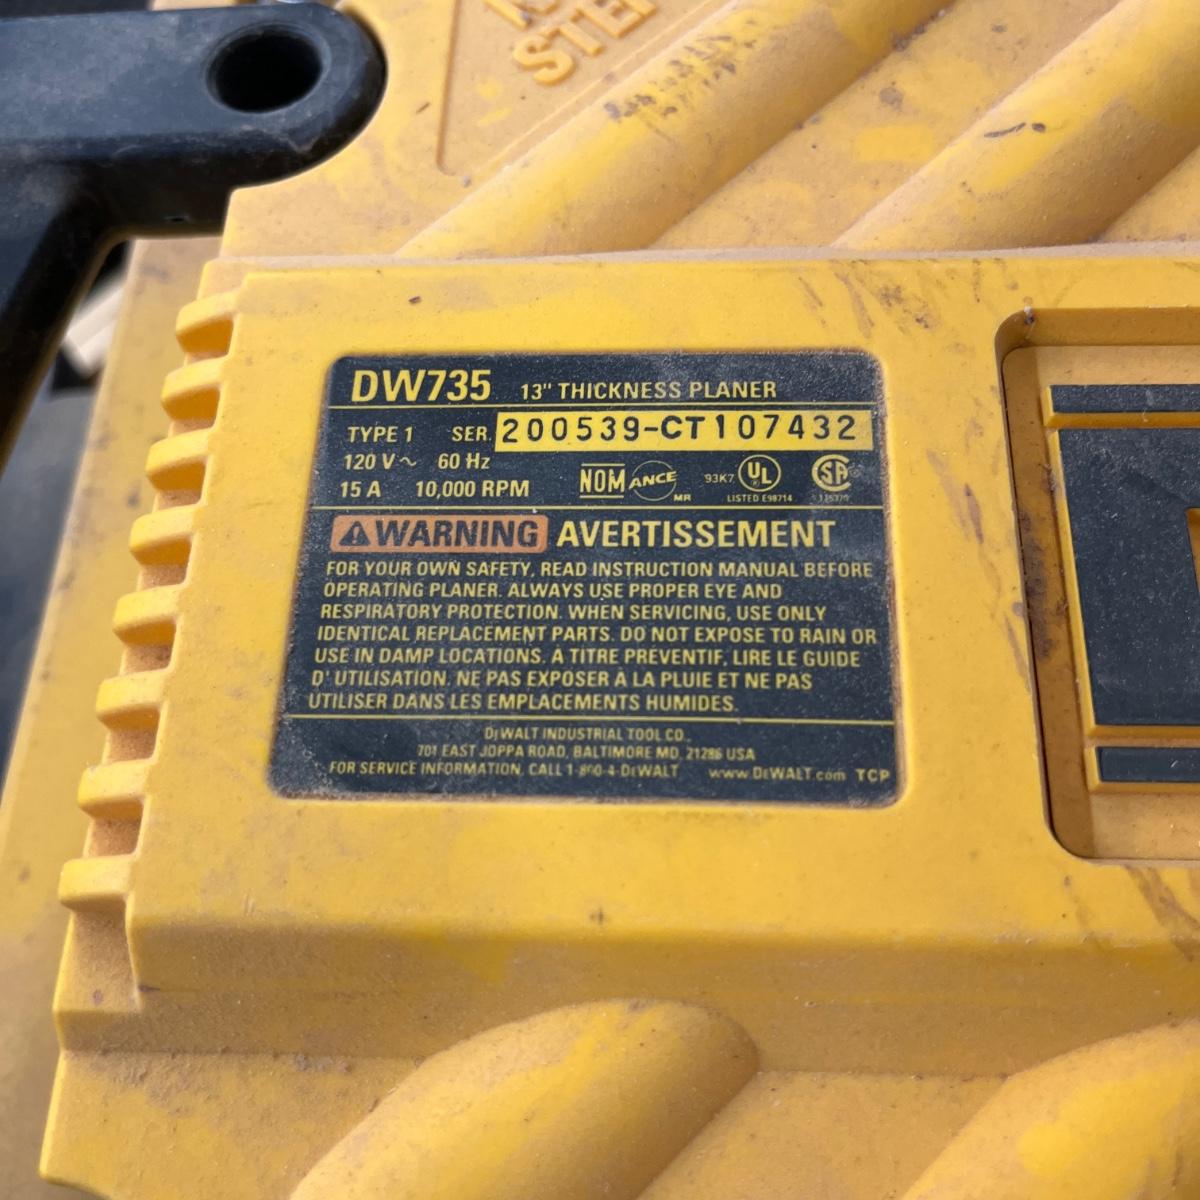 STE
DW735 13" THICKNESS PLANER
TYPE 1 SER. 200539-CT107432
120 V ~ 60 Hz
15 A 10,000 RPM
NOM ANCE MR 93K7 UL LISTED E98714 SA
WARNING AVERTISSEMENT
FOR YOUR OWN SAFETY, READ INSTRUCTION MANUAL BEFORE
OPERATING PLANER. ALWAYS USE PROPER EYE AND
RESPIRATORY PROTECTION. WHEN SERVICING, USE ONLY
IDENTICAL REPLACEMENT PARTS. DO NOT EXPOSE TO RAIN OR
USE IN DAMP LOCATIONS. À TITRE PRÉVENTIF, LIRE LE GUIDE
D' UTILISATION. NE PAS EXPOSER À LA PLUIE ET NE PAS
UTILISER DANS LES EMPLACEMENTS HUMIDES.
DEWALT INDUSTRIAL TOOL CO.,
701 EAST JOPPA ROAD, BALTIMORE MD, 21286 USA
FOR SERVICE INFORMATION, CALL 1-800-4-DEWALT www.DEWALT.com TCP